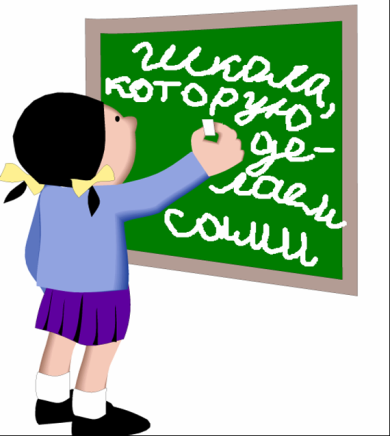 школа,
которую
де-
лаем
сами